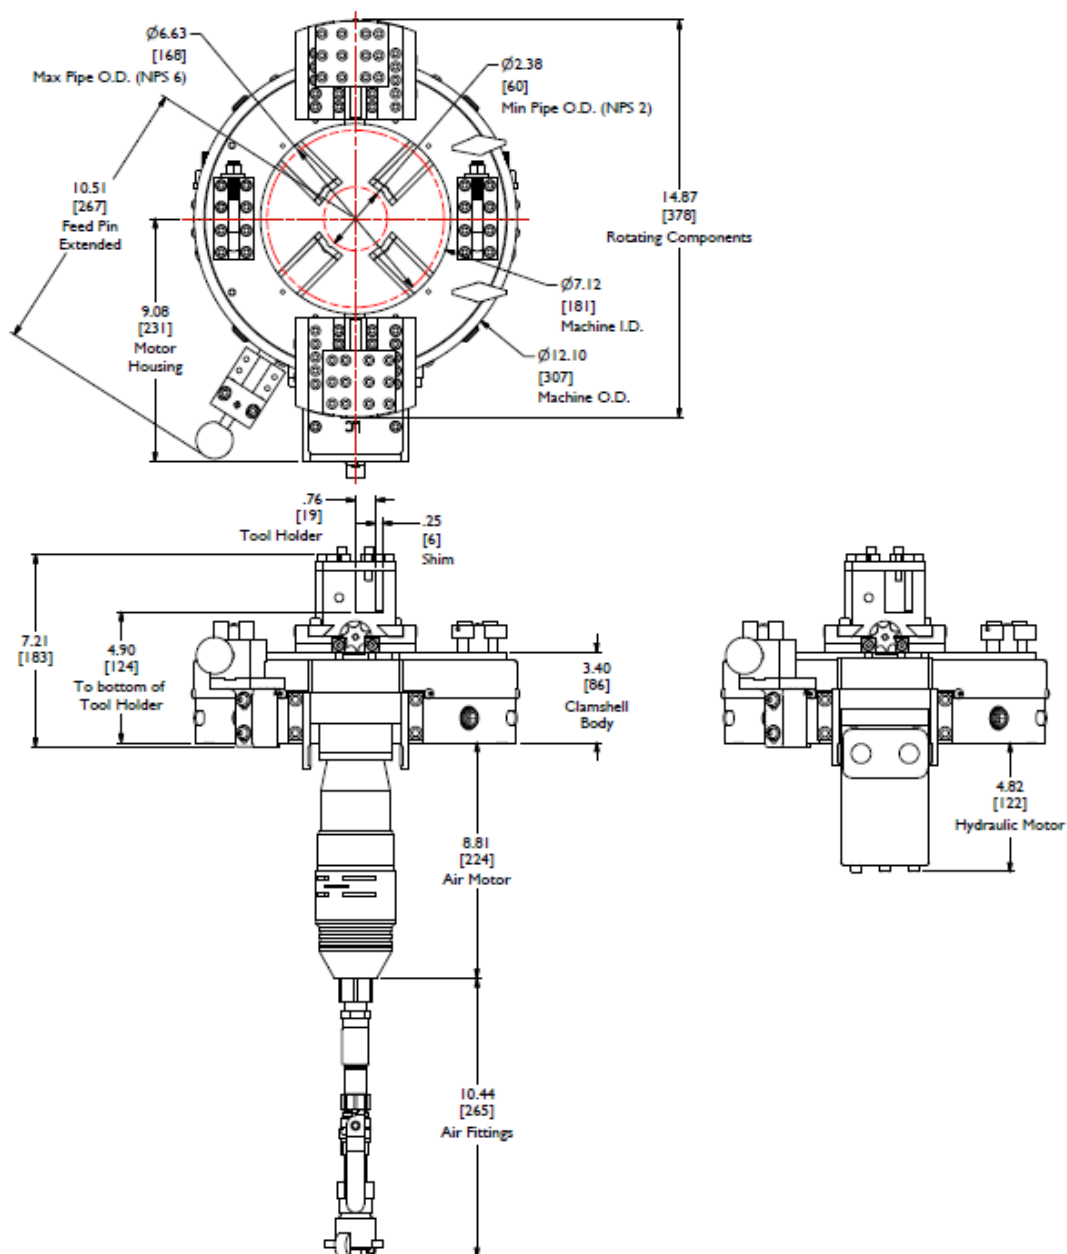 Ø6.63
[168]
Max Pipe O.D. (NPS 6)
Ø2.38
[60]
Min Pipe O.D. (NPS 2)
10.51
[267]
Feed Pin
Extended
14.87
[378]
Rotating Components
9.08
[231]
Motor
Housing
Ø7.12
[181]
Machine I.D.
Ø12.10
[307]
Machine O.D.
.76
[19]
Tool Holder
.25
[6]
Shim
7.21
[183]
4.90
[124]
To bottom of
Tool Holder
3.40
[86]
Clamshell
Body
4.82
[122]
Hydraulic Motor
8.81
[224]
Air Motor
10.44
[265]
Air Fittings